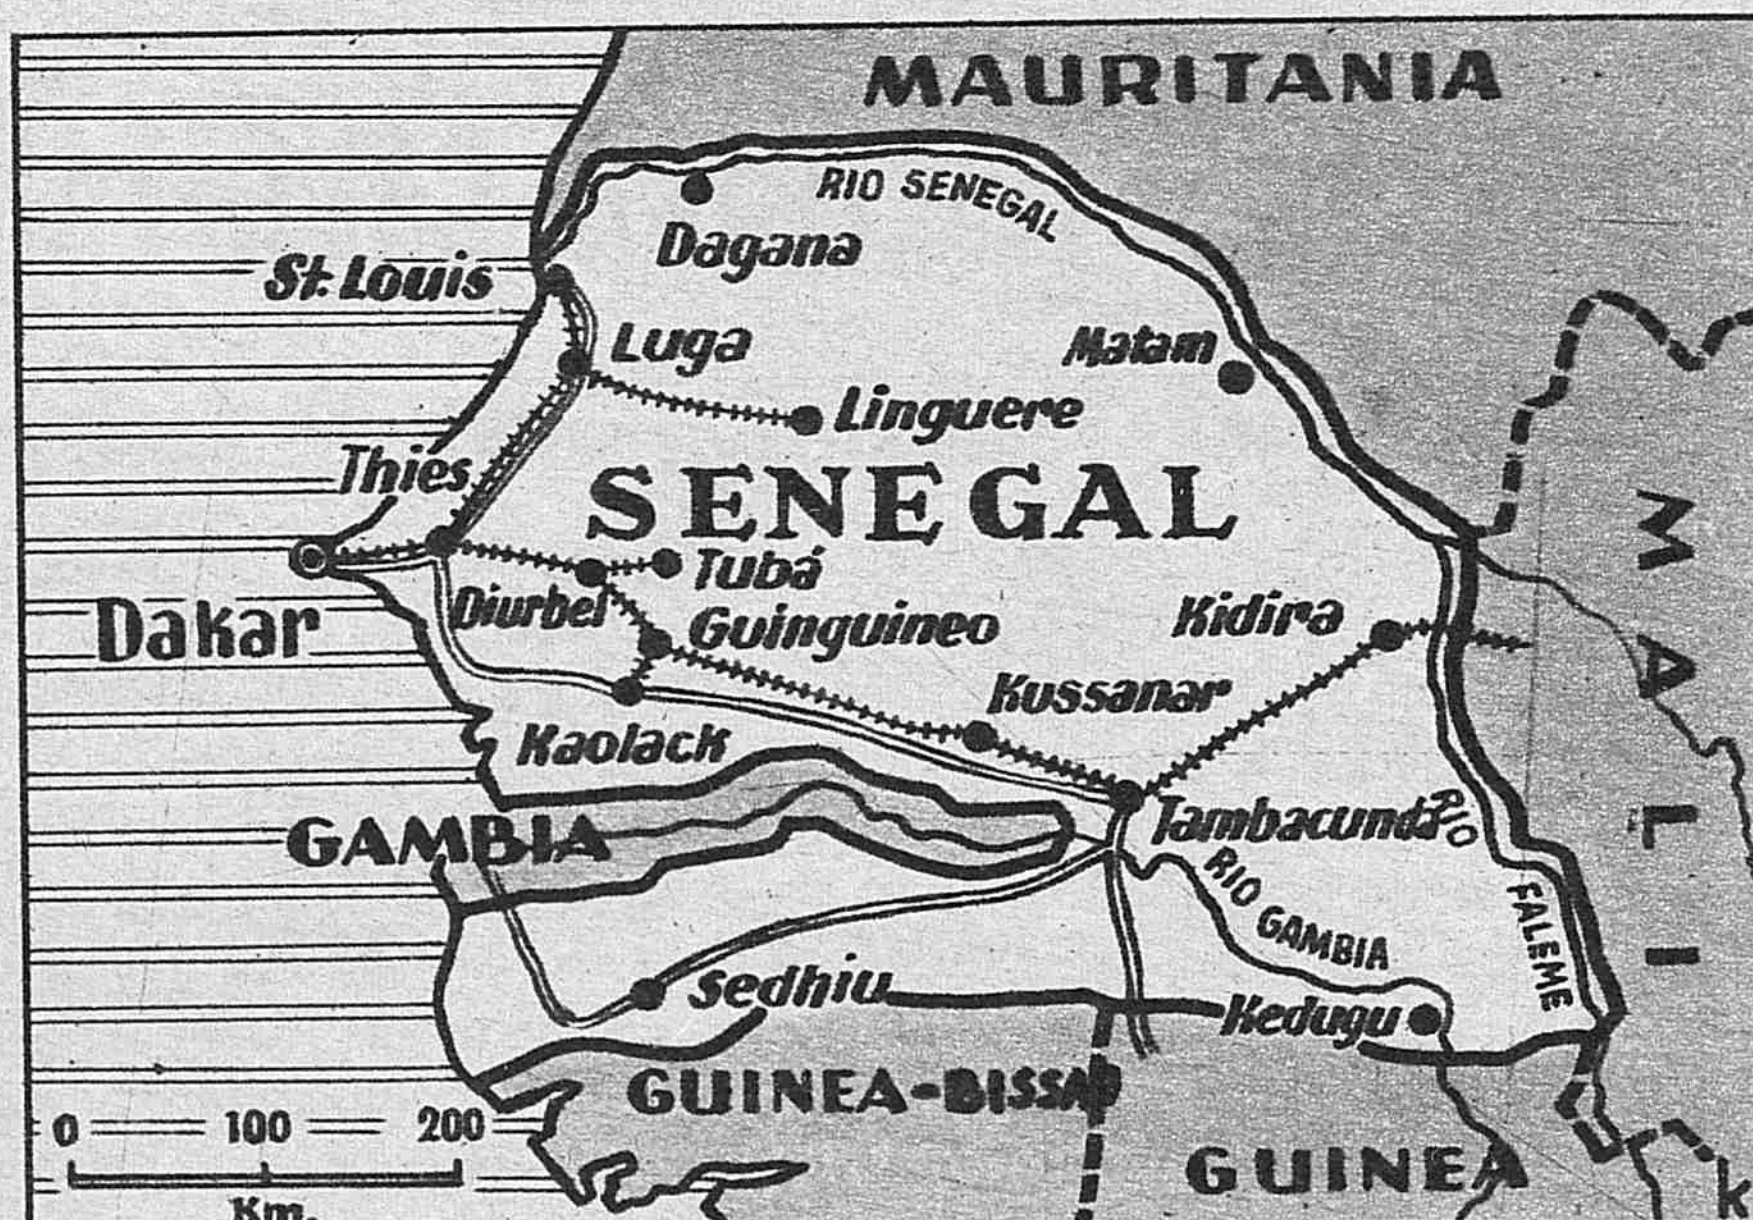 MAURITANIA
RIO SENEGAL
Dagana
St. Louis
Luga
Matam
Linguere
Thiés
SENEGAL
MALI
Tubá
Diurbel
Dakar
Guinguineo
Kidira
Kussanar
Kaolack
GAMBIA
Tambacunda
RIO FALEME
RIO GAMBIA
Sedhiu
Kedugu
GUINEA-BISSAU
0 100 200
Km.
GUINEA